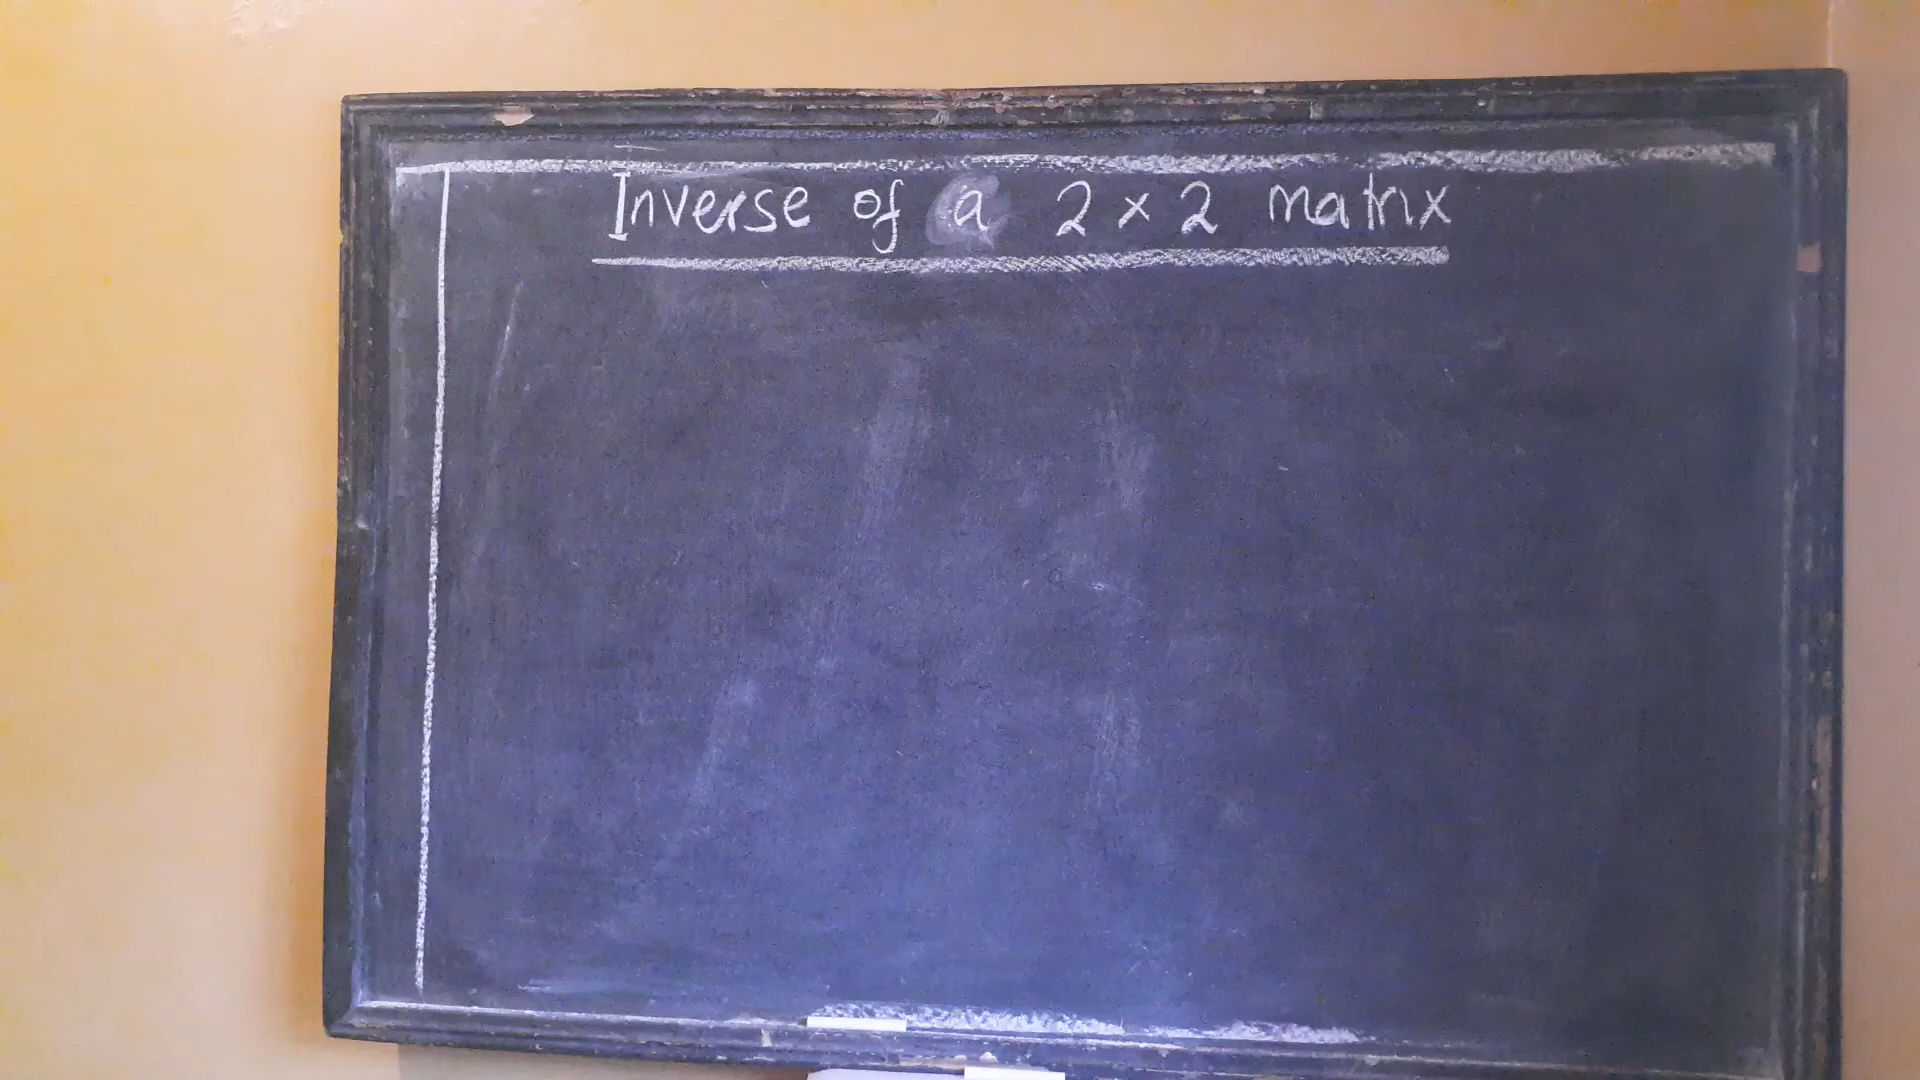 Inverse of a 2 × 2 matrix